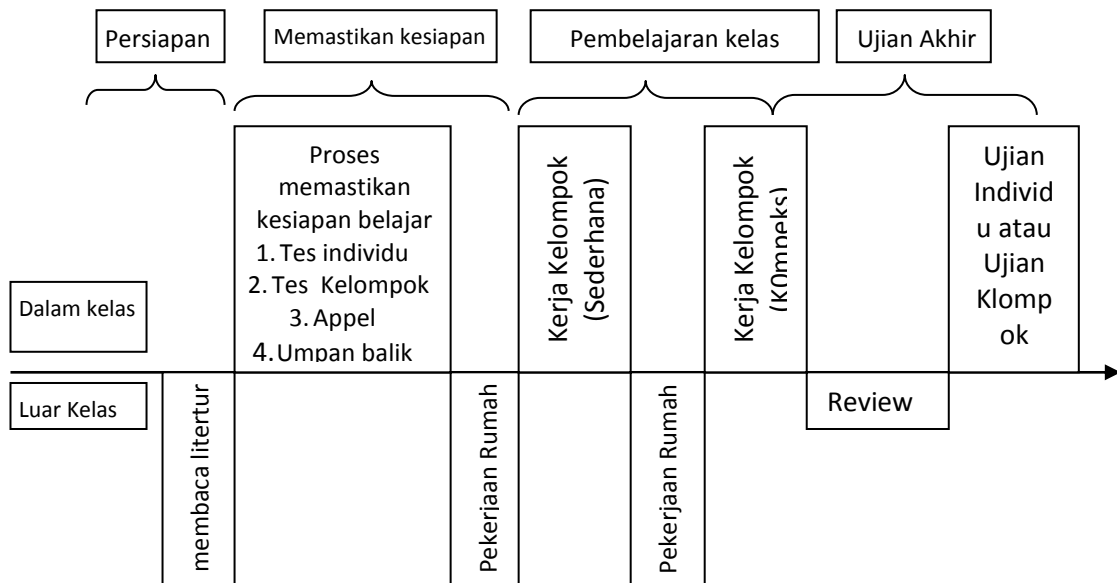 Persiapan
Memastikan kesiapan
Pembelajaran kelas
Ujian Akhir
Proses
memastikan
kesiapan belajar
1. Tes individu
2. Tes Kelompok
3. Appel
4. Umpan balik
Kerja Kelompok
(Sederhana)
Kerja Kelompok
(K0mpeks)
Ujian
Individ
u atau
Ujian
Klomp
ok
Dalam kelas
Luar Kelas
membaca litertur
Pekerjaan Rumah
Pekerjaan Rumah
Review